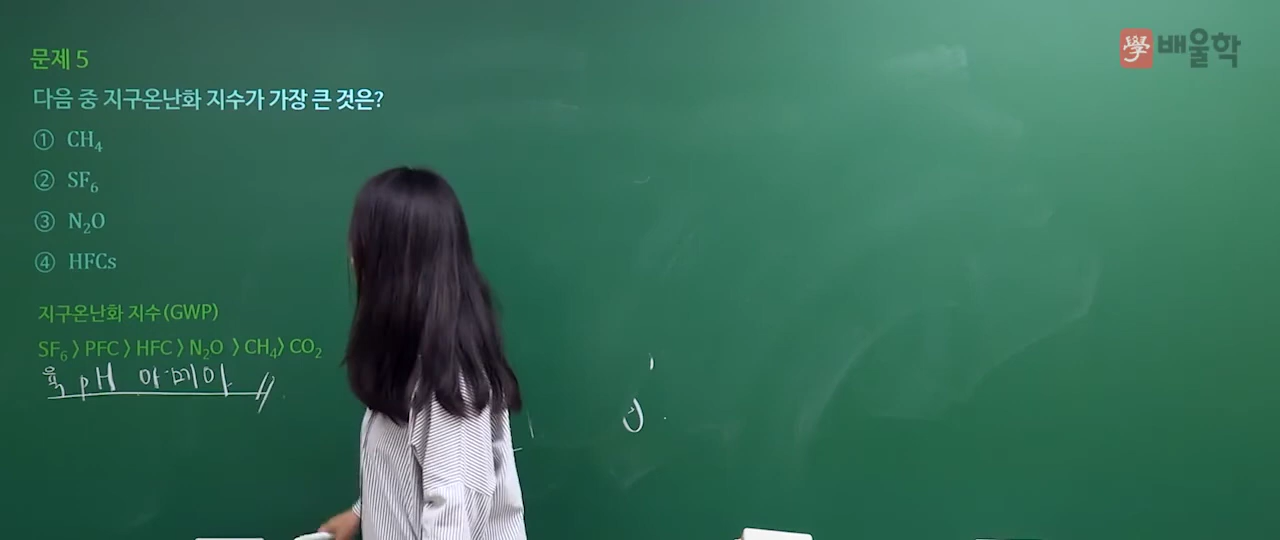 學 배울학
문제 5
다음 중 지구온난화 지수가 가장 큰 것은?
① CH₄
② SF₆
③ N₂O
④ HFCs
지구온난화 지수(GWP)
SF₆ > PFC > HFC > N₂O > CH₄ > CO₂
육 pH 아메이